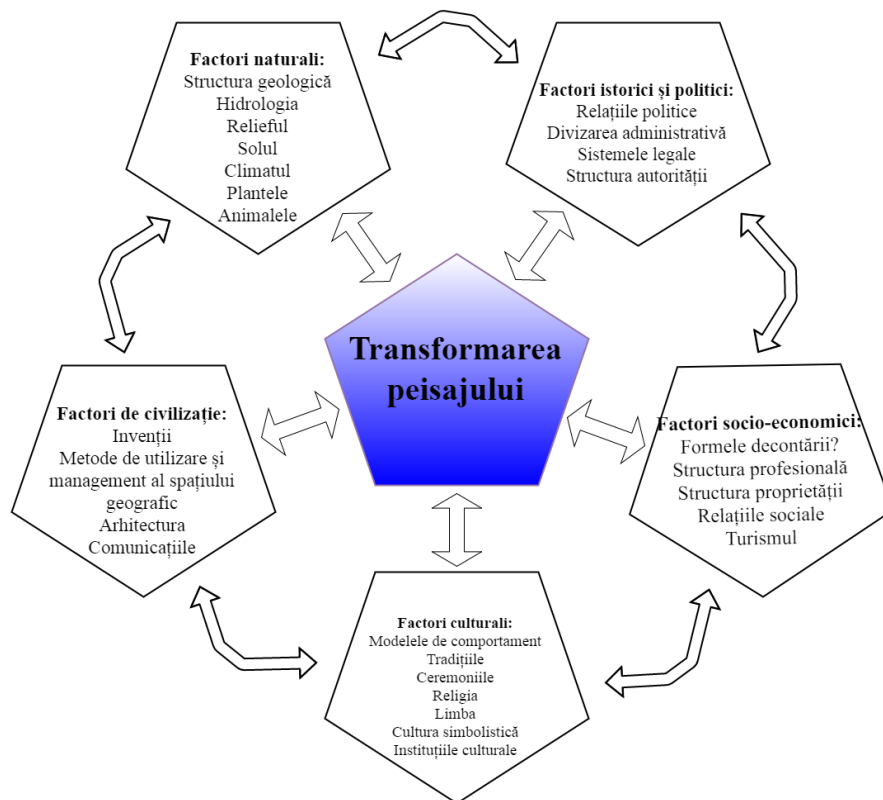 Factori naturali:
Structura geologică
Hidrologia
Relieful
Solul
Climatul
Plantele
Animalele
Factori istorici și politici:
Relațiile politice
Divizarea administrativă
Sistemele legale
Structura autorității
Transformarea
peisajului
Factori de civilizație:
Invenții
Metode de utilizare și
management al spațiului
geografic
Arhitectura
Comunicațiile
Factori socio-economici:
Formele decontării?
Structura profesională
Structura proprietății
Relațiile sociale
Turismul
Factori culturali:
Modelele de comportament
Tradițiile
Ceremoniile
Religia
Limba
Cultura simbolistică
Instituțiile culturale